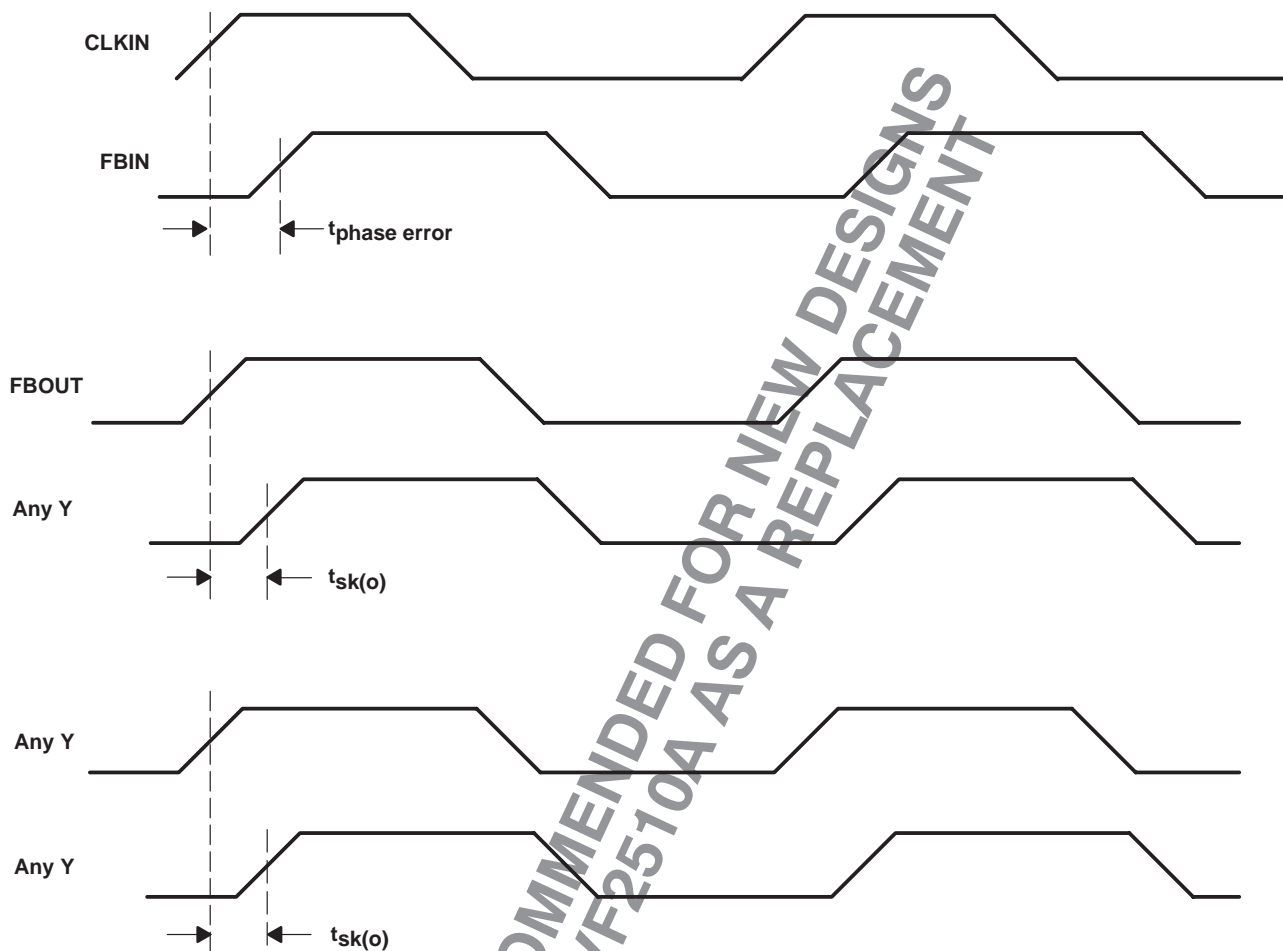 CLKIN
FBIN
tphase error
FBOUT
Any Y
tsk(o)
Any Y
Any Y
tsk(o)
OMMENDED FOR NEW DESIGNS
VF2510A AS A REPLACEMENT